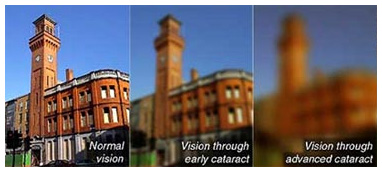 Normal
vision
Vision through
early cataract
Vision through
advanced cataract